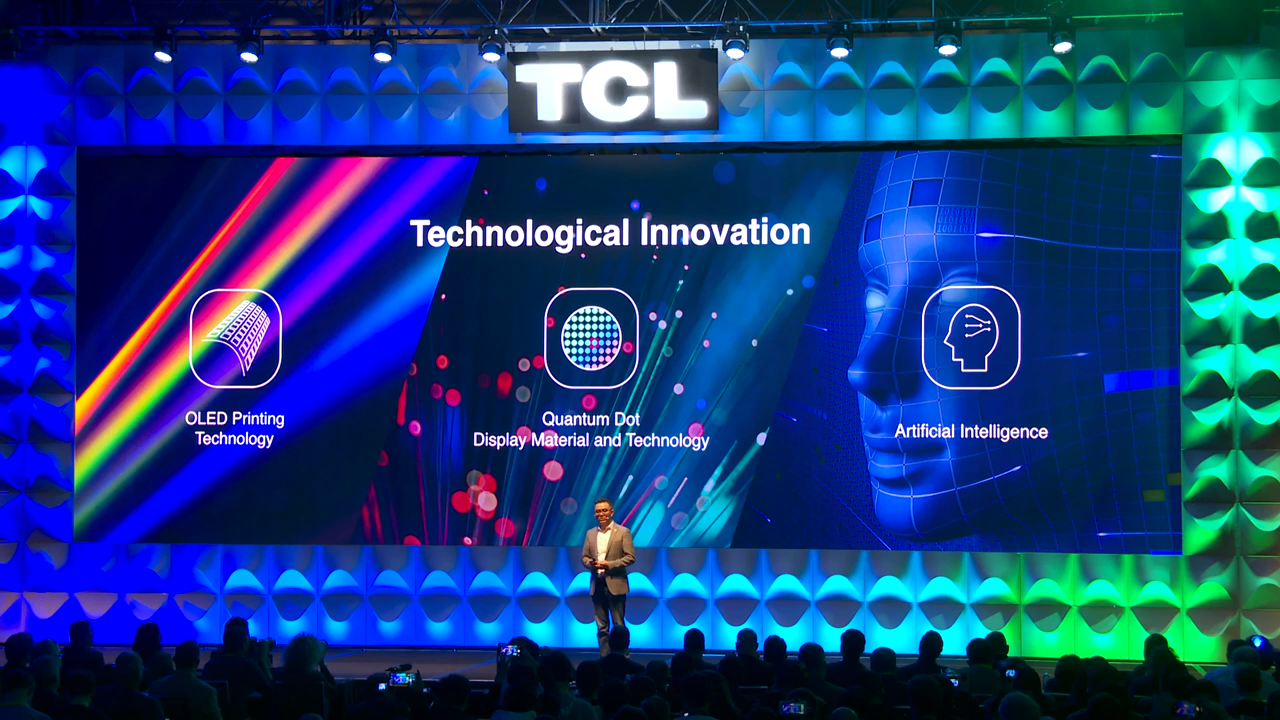 TCL
Technological Innovation
OLED Printing
Technology
Quantum Dot
Display Material and Technology
Artificial Intelligence